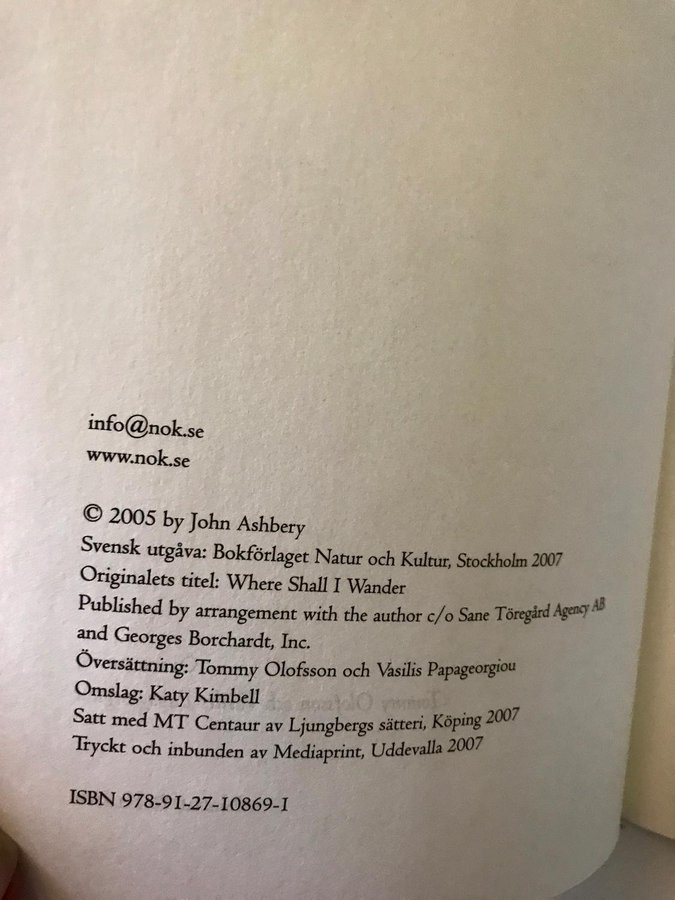 info@nok.se
www.nok.se
© 2005 by John Ashbery
Svensk utgåva: Bokförlaget Natur och Kultur, Stockholm 2007
Originalets titel: Where Shall I Wander
Published by arrangement with the author c/o Sane Töregård Agency AB
and Georges Borchardt, Inc.
Översättning: Tommy Olofsson och Vasilis Papageorgiou
Omslag: Katy Kimbell
Satt med MT Centaur av Ljungbergs sätteri, Köping 2007
Tryckt och inbunden av Mediaprint, Uddevalla 2007
ISBN 978-91-27-10869-1